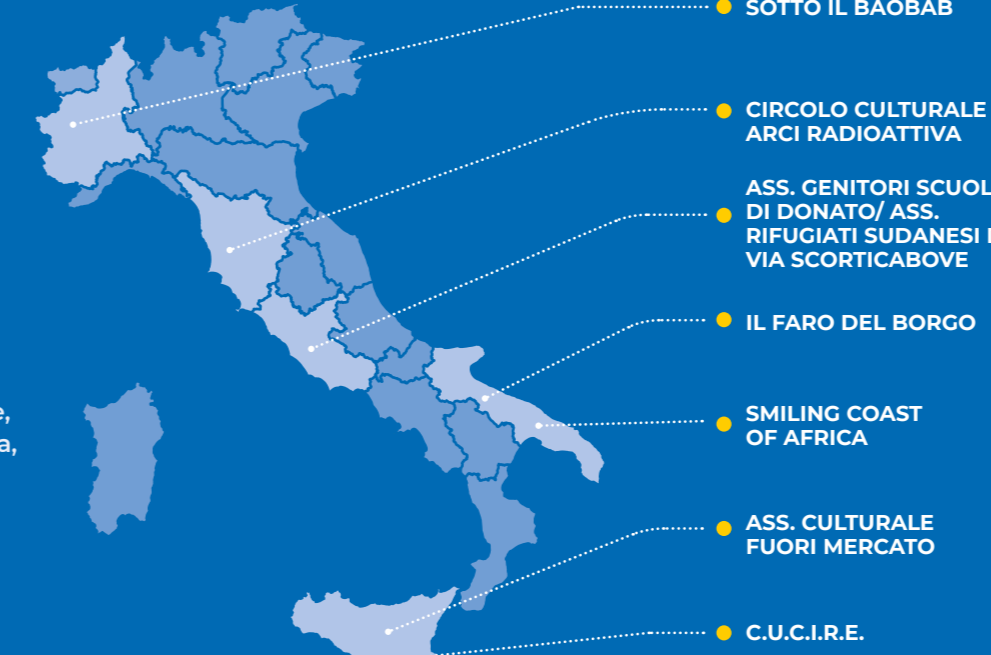 SOTTO IL BAOBAB
CIRCOLO CULTURALE
ARCI RADIOATTIVA
ASS. GENITORI SCUOL
DI DONATO/ ASS.
RIFUGIATI SUDANESI
VIA SCORTICABOVE
IL FARO DEL BORGO
e,
a,
SMILING COAST
OF AFRICA
ASS. CULTURALE
FUORI MERCATO
C.U.C.I.R.E.